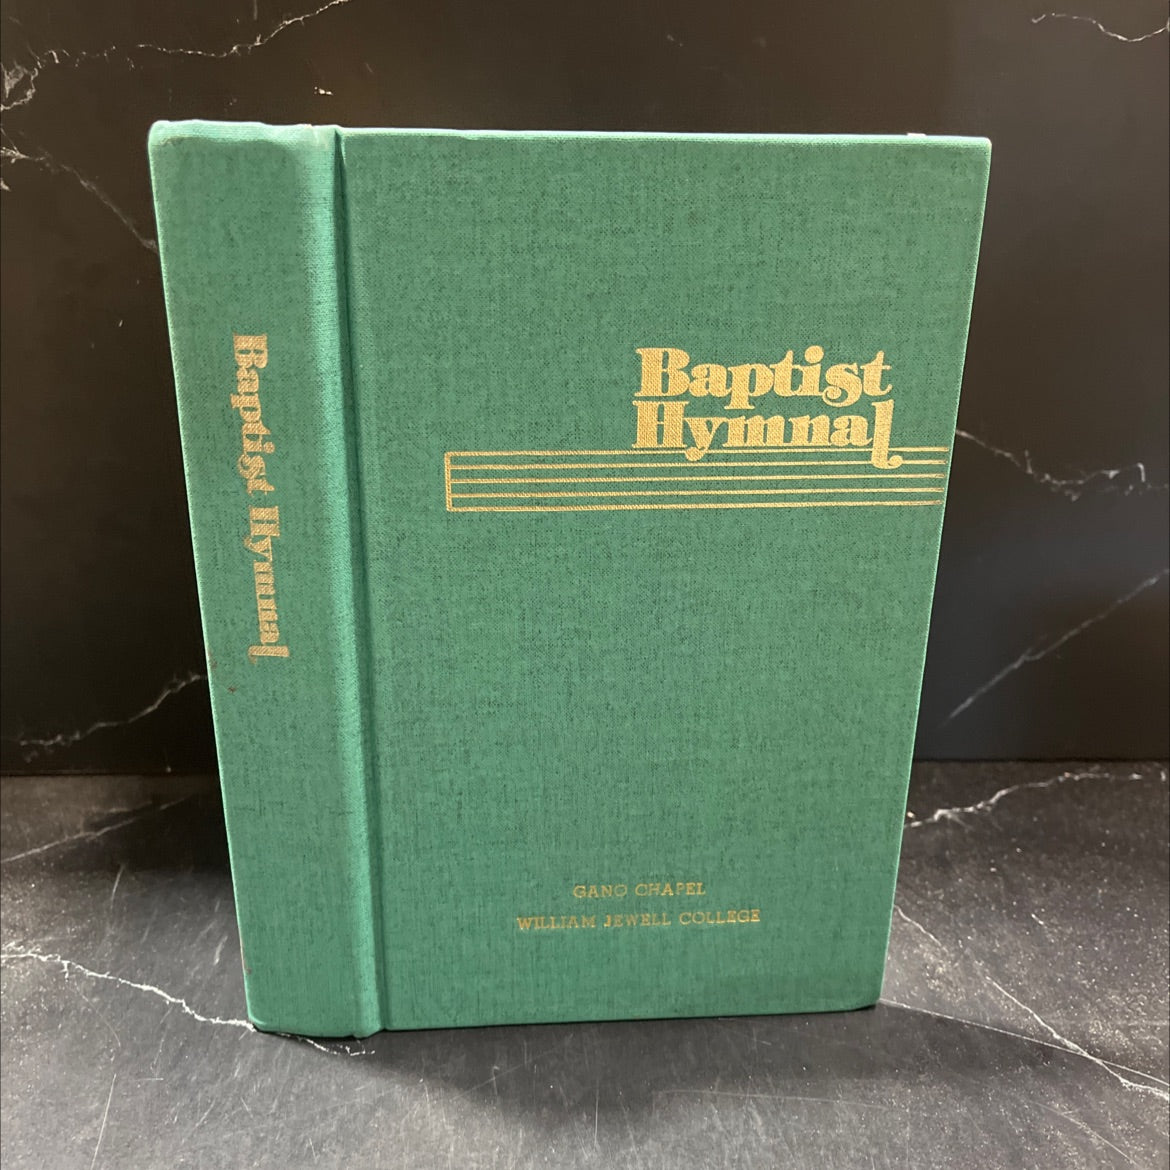 Baptist Hymnal
Baptist
Hymnal
GANO CHAPEL
WILLIAM JEWELL COLLEGE